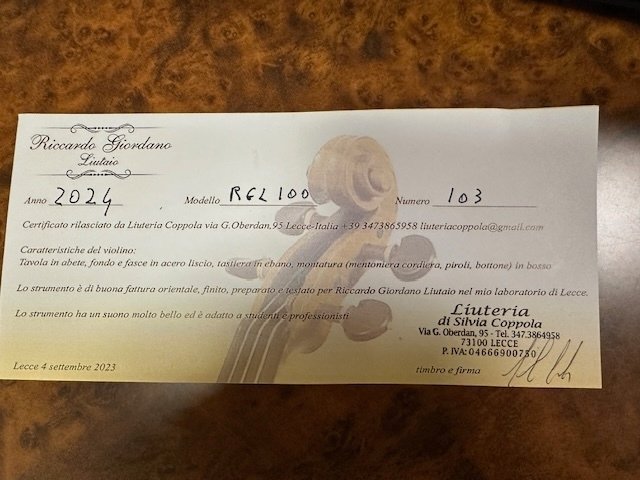 Riccardo Giordano
Liutaio
Anno 2024 Modello RGL 100 Numero 103
Certificato rilasciato da Liuteria Coppola via G.Oberdan,95 Lecce-Italia +39 3473865958 liuteriacoppola@gmail.com
Caratteristiche del violino:
Tavola in abete, fondo e fasce in acero liscio, tastiera in ebano, montatura (mentoniera cordiera, piroli, bottone) in bosso
Lo strumento è di buona fattura orientale, finito, preparato e testato per Riccardo Giordano Liutaio nel mio laboratorio di Lecce.
Lo strumento ha un suono molto bello ed è adatto a studenti e professionisti
Liuteria
di Silvia Coppola
Via G. Oberdan, 95 - Tel. 347.3864958
73100 LECCE
P. IVA: 04666900750
Lecce 4 settembre 2023
timbro e firma